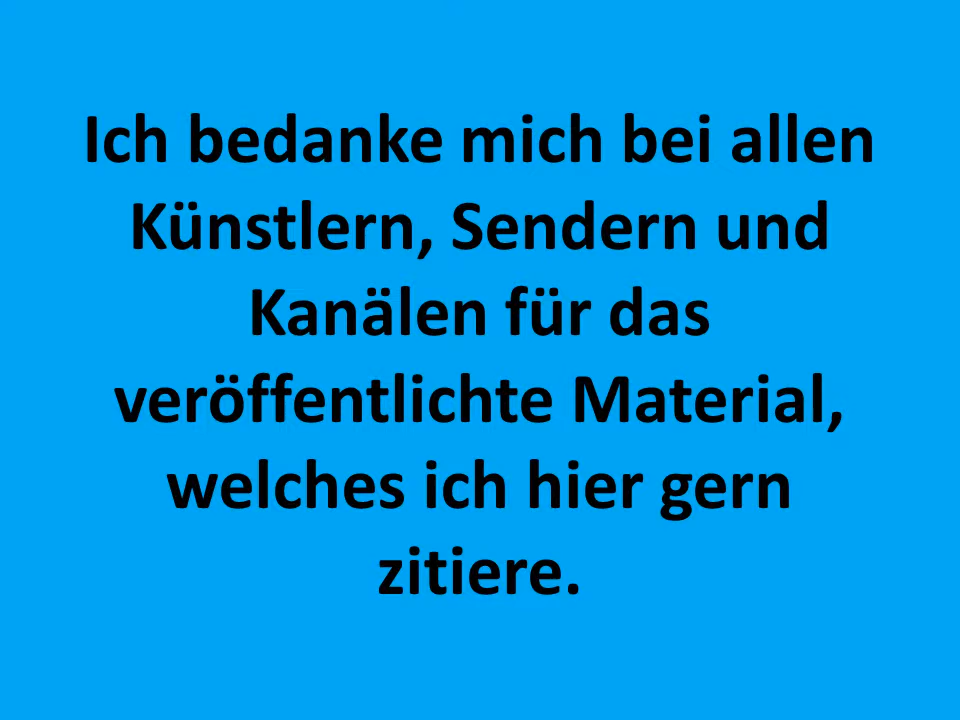 Ich bedanke mich bei allen
Künstlern, Sendern und
Kanälen für das
veröffentlichte Material,
welches ich hier gern
zitiere.